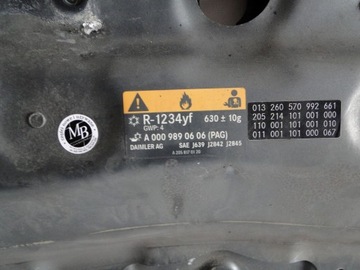 MB
R-1234yf 630 ± 10g
GWP: 4
A 000 989 06 06 (PAG)
DAIMLER AG SAE J639 J2842 J2845
013 260 570 992 661
205 214 101 001 000
110 001 101 001 010
011 001 101 000 067